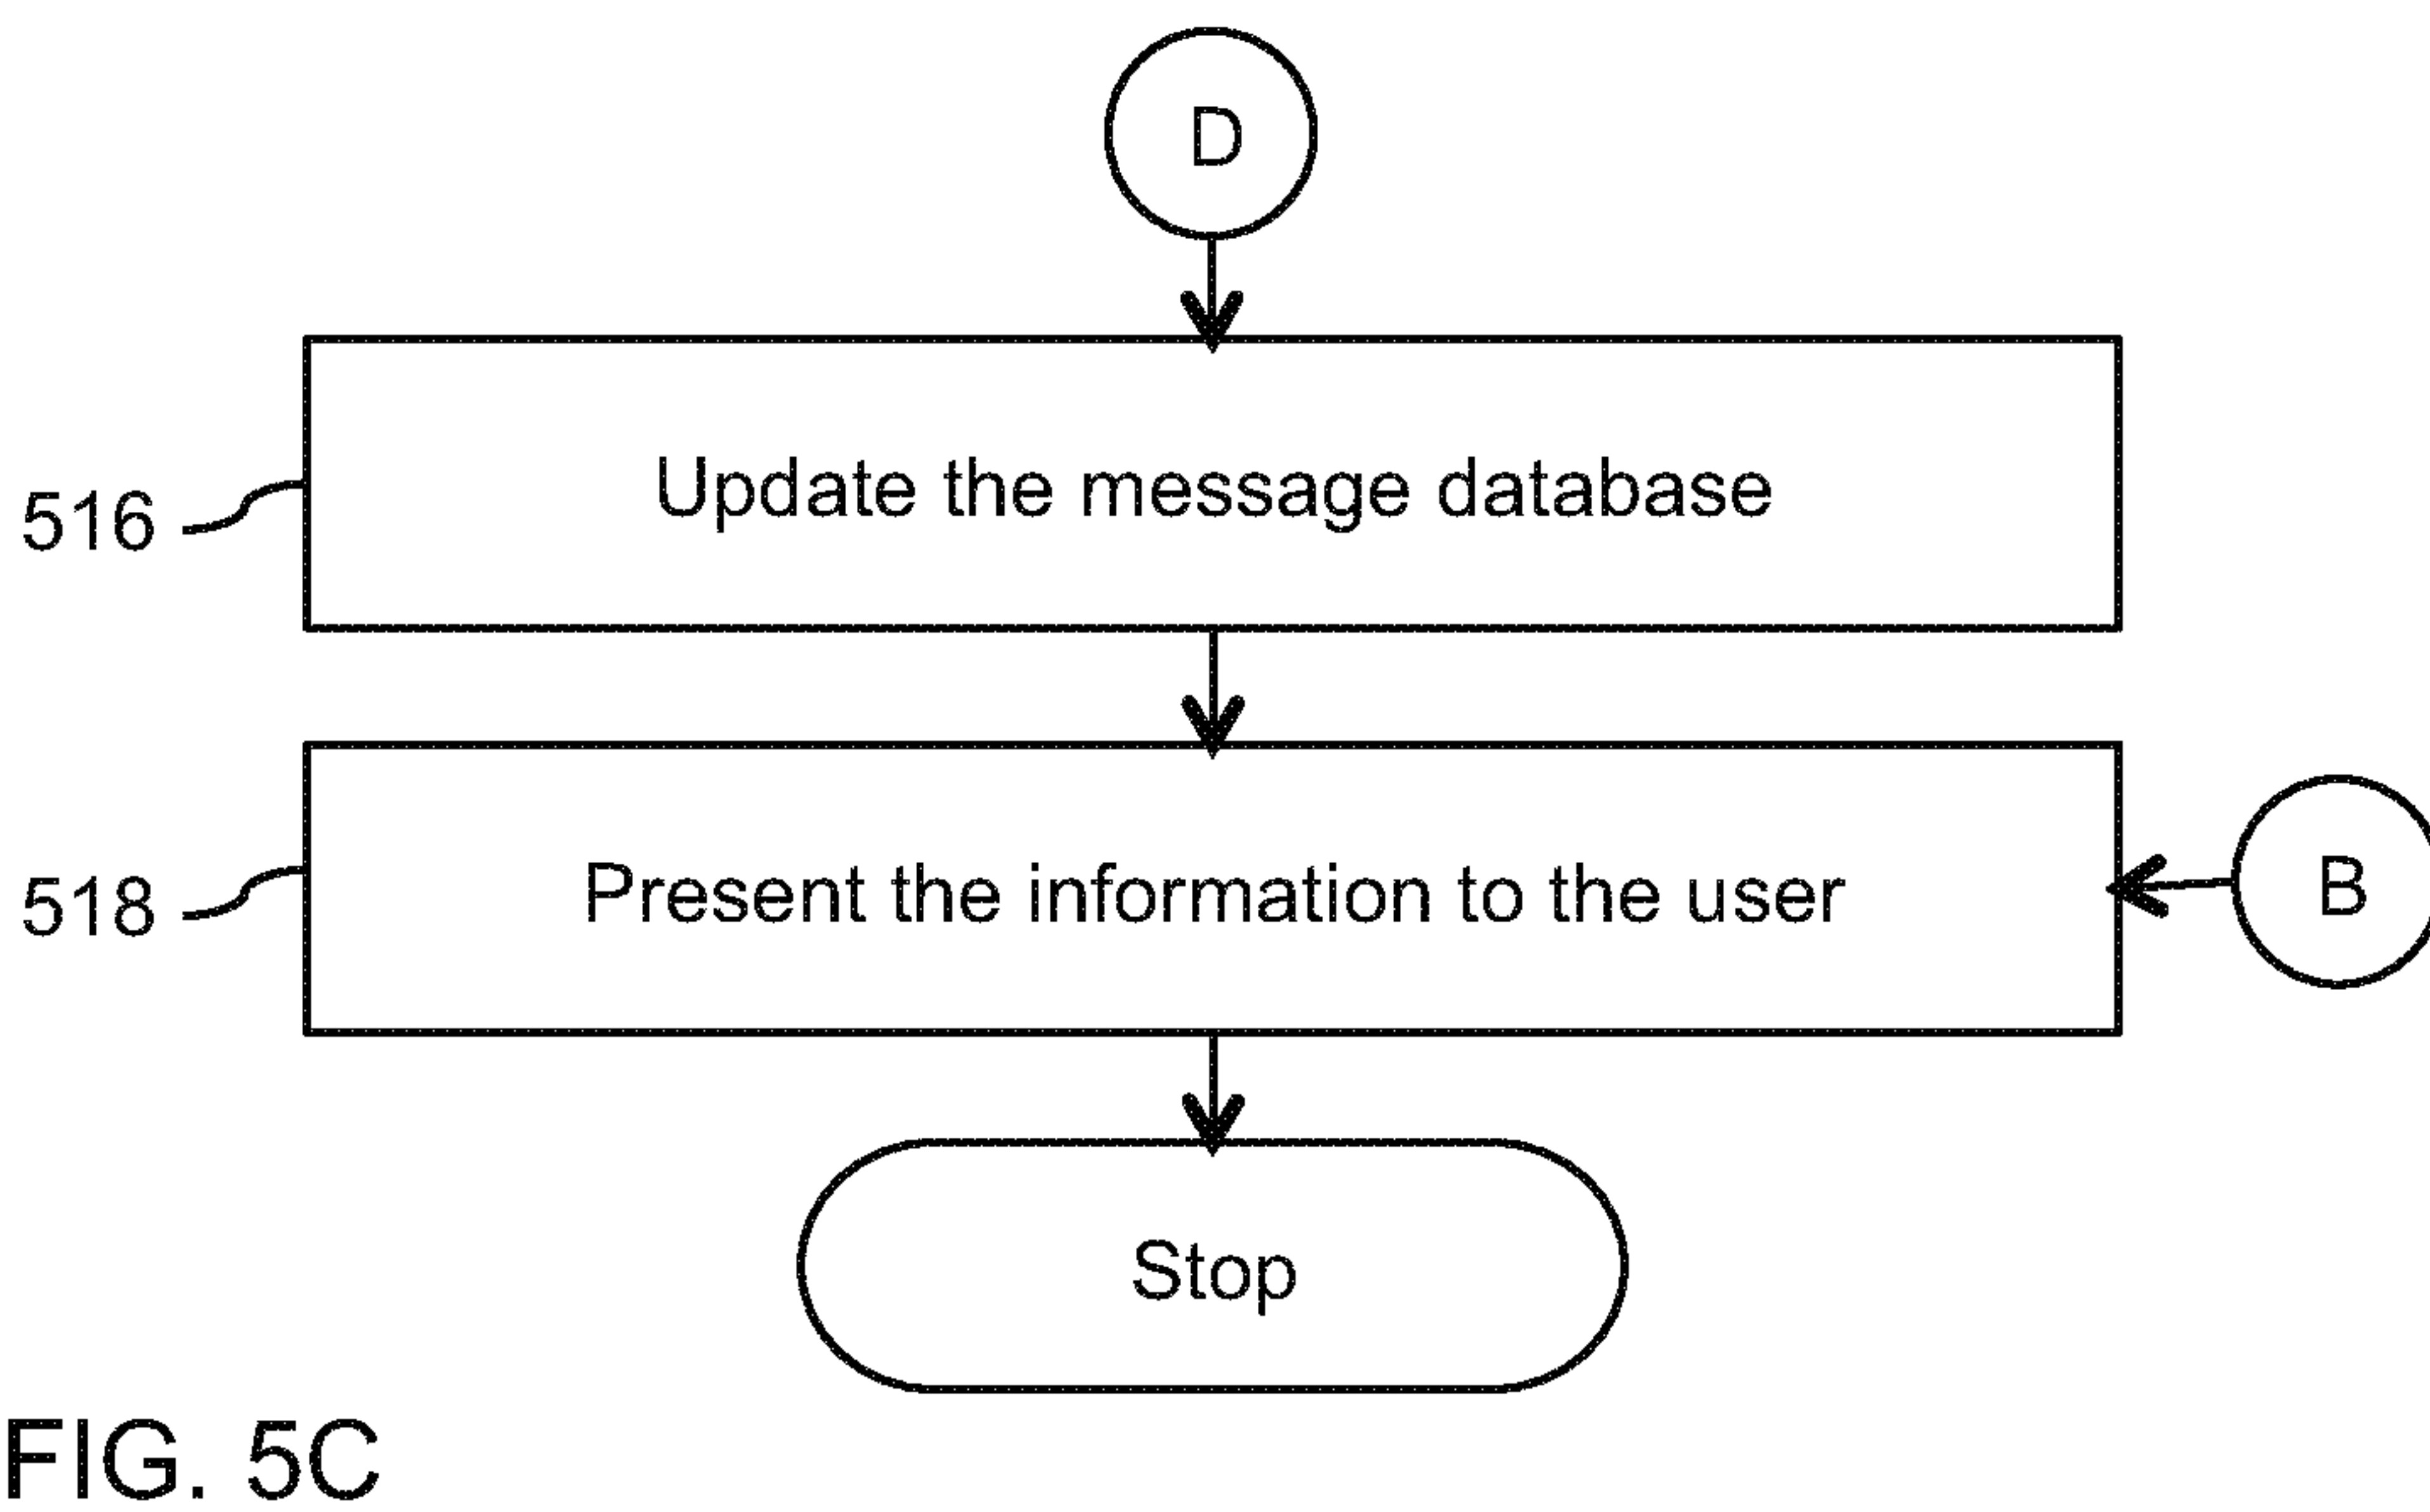 D
Update the message database
516
Present the information to the user
518
B
Stop
FIG. 5C